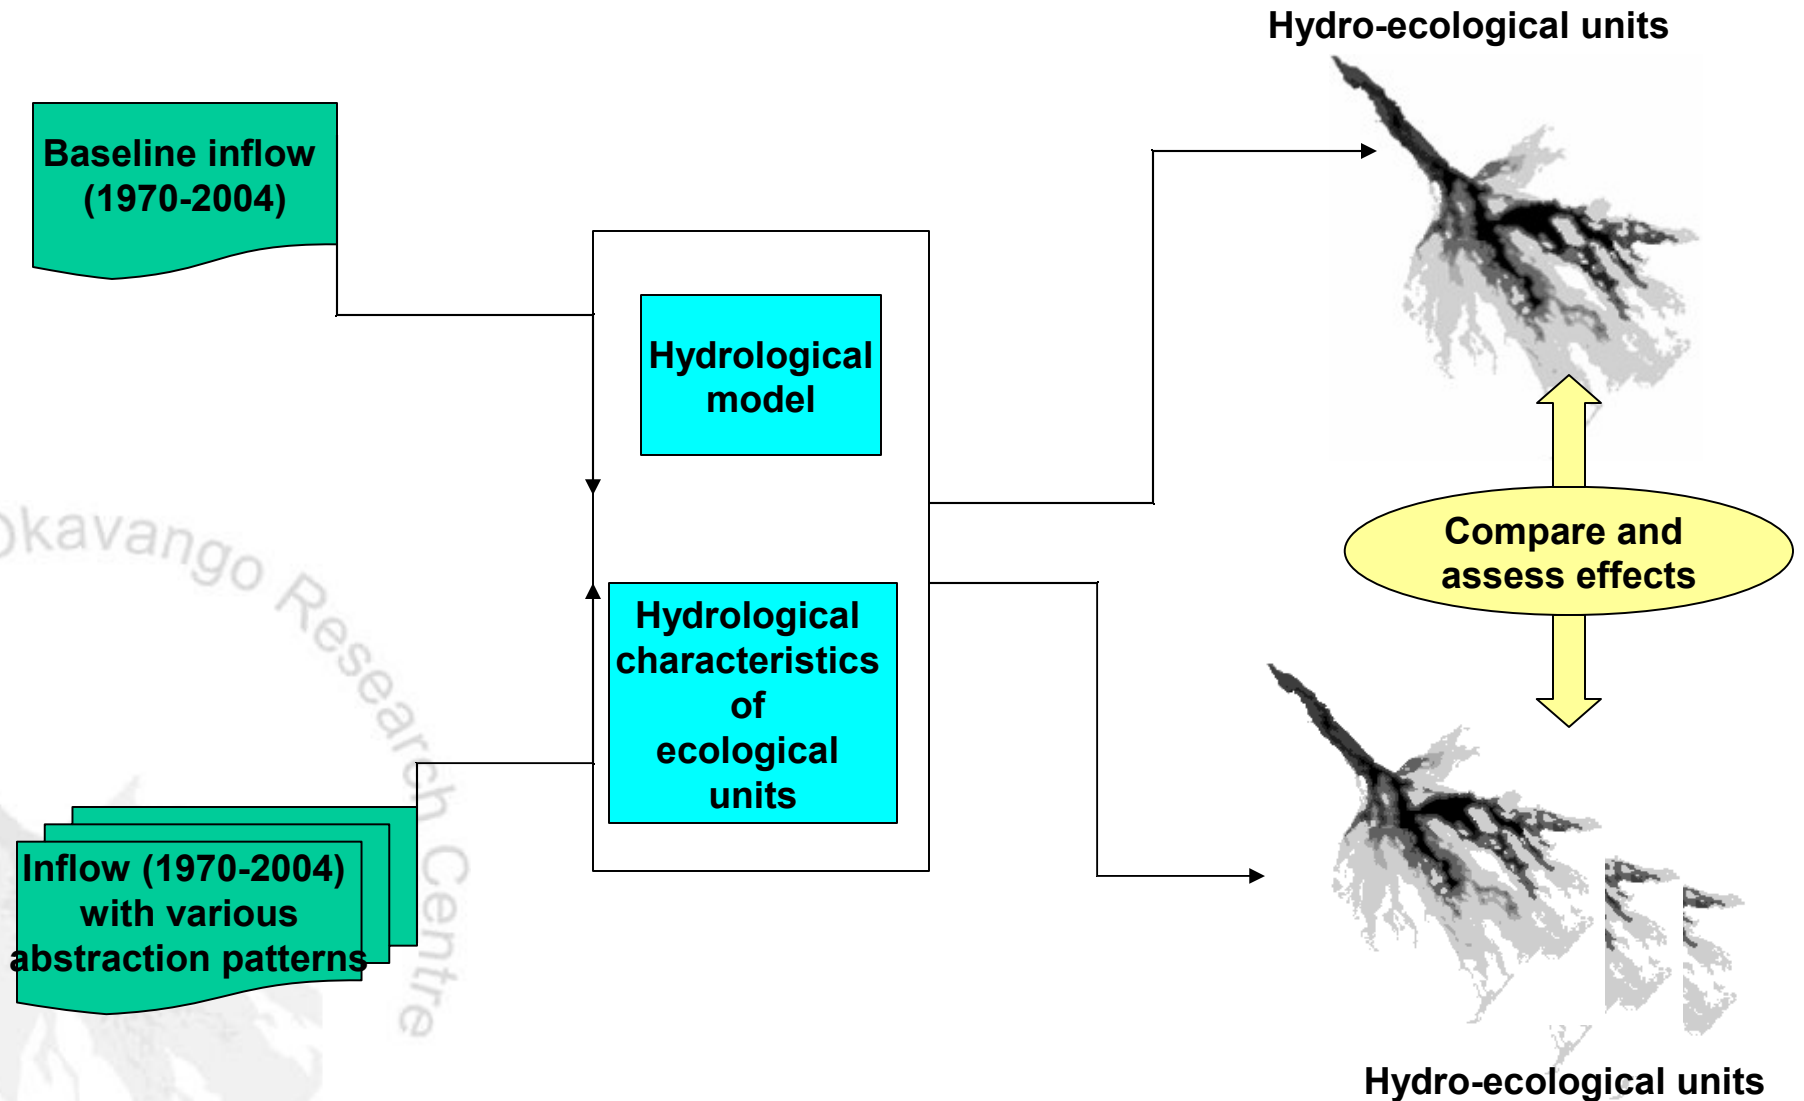 Hydro-ecological units
Baseline inflow
(1970-2004)
Hydrological
model
Compare and
assess effects
Hydrological
characteristics
of
ecological
units
Okavango Research Centre
Inflow (1970-2004)
with various
abstraction patterns
Hydro-ecological units